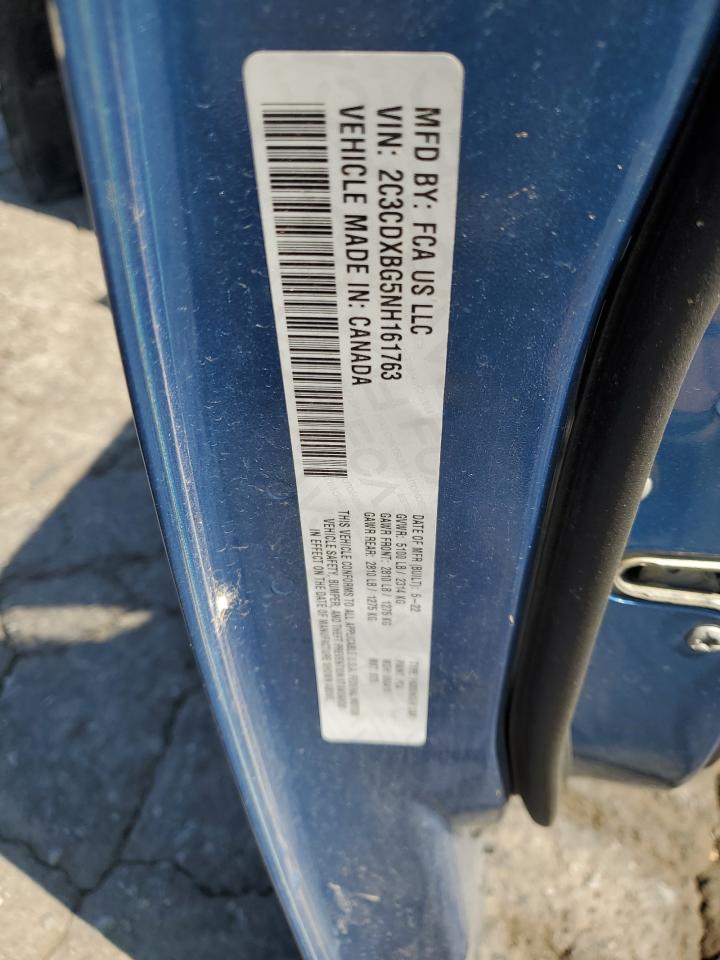 MFD BY: FCA US LLC
VIN: 2C3CDXBG5NH161763
VEHICLE MADE IN: CANADA
DATE OF MFR (BUILT): 5-22
GVWR: 5100 LB / 2314 KG
GAWR FRONT: 2810 LB / 1275 KG
GAWR REAR: 2810 LB / 1275 KG
THIS VEHICLE CONFORMS TO ALL APPLICABLE U.S.A. FEDERAL MOTOR
VEHICLE SAFETY, BUMPER, AND THEFT PREVENTION STANDARDS
IN EFFECT ON THE DATE OF MANUFACTURE SHOWN ABOVE.